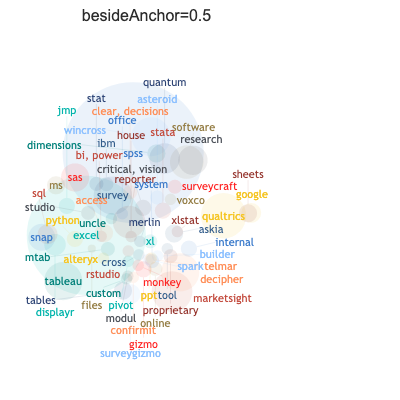 besideAnchor=0.5
quantum
stat
asteroid
jmp
clear, decisions
office
software
wincross
house
stata
research
dimensions
ibm
bi, power
spss
critical, vision
sas
reporter
system
sheets
ms
surveycraft
sql
survey
google
access
voxco
studio
qualtrics
python
uncle
merlin
xlstat
askia
snap
excel
xl
internal
mtab
alteryx
cross
builder
rstudio
spark
telmar
tableau
monkey
decipher
custom
ppt
tool
tables
files
pivot
marketsight
displayr
modul
proprietary
confirmit
online
gizmo
surveygizmo